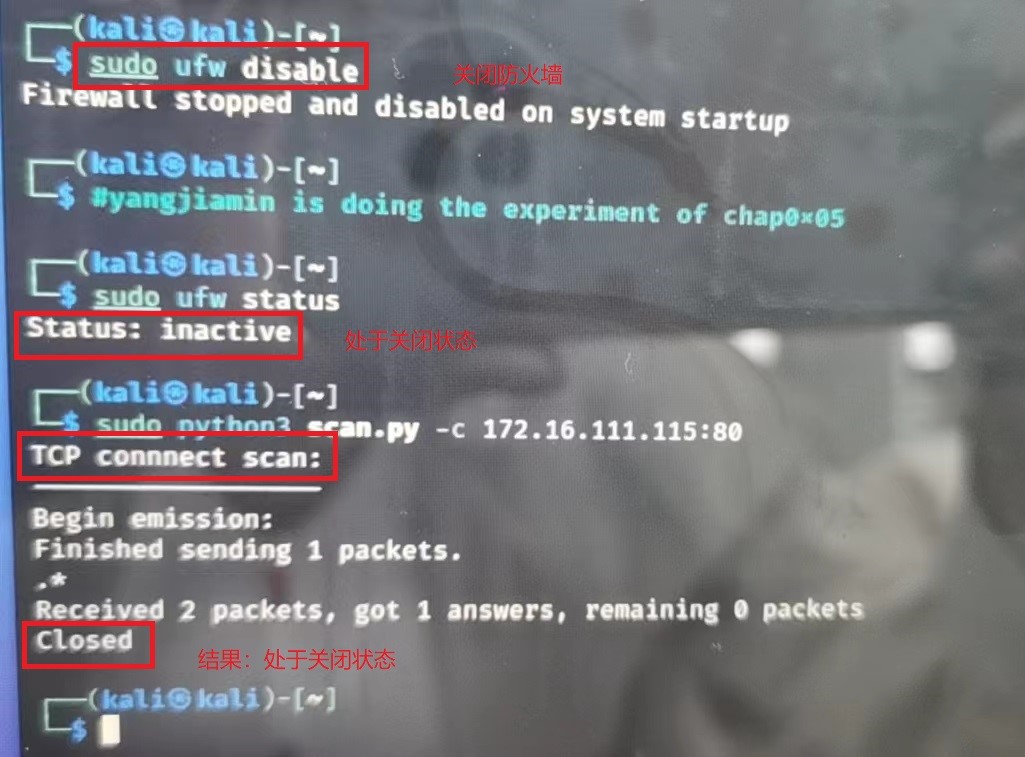 (kali㉿kali)-[~]
$ sudo ufw disable
关闭防火墙
Firewall stopped and disabled on system startup
(kali㉿kali)-[~]
$ #yangjiamin is doing the experiment of chap0×05
(kali㉿kali)-[~]
$ sudo ufw status
Status: inactive
处于关闭状态
(kali㉿kali)-[~]
$ sudo python3 scan.py -c 172.16.111.115:80
TCP connnect scan:
Begin emission:
Finished sending 1 packets.
.*
Received 2 packets, got 1 answers, remaining 0 packets
Closed
结果：处于关闭状态
(kali㉿kali)-[~]
$